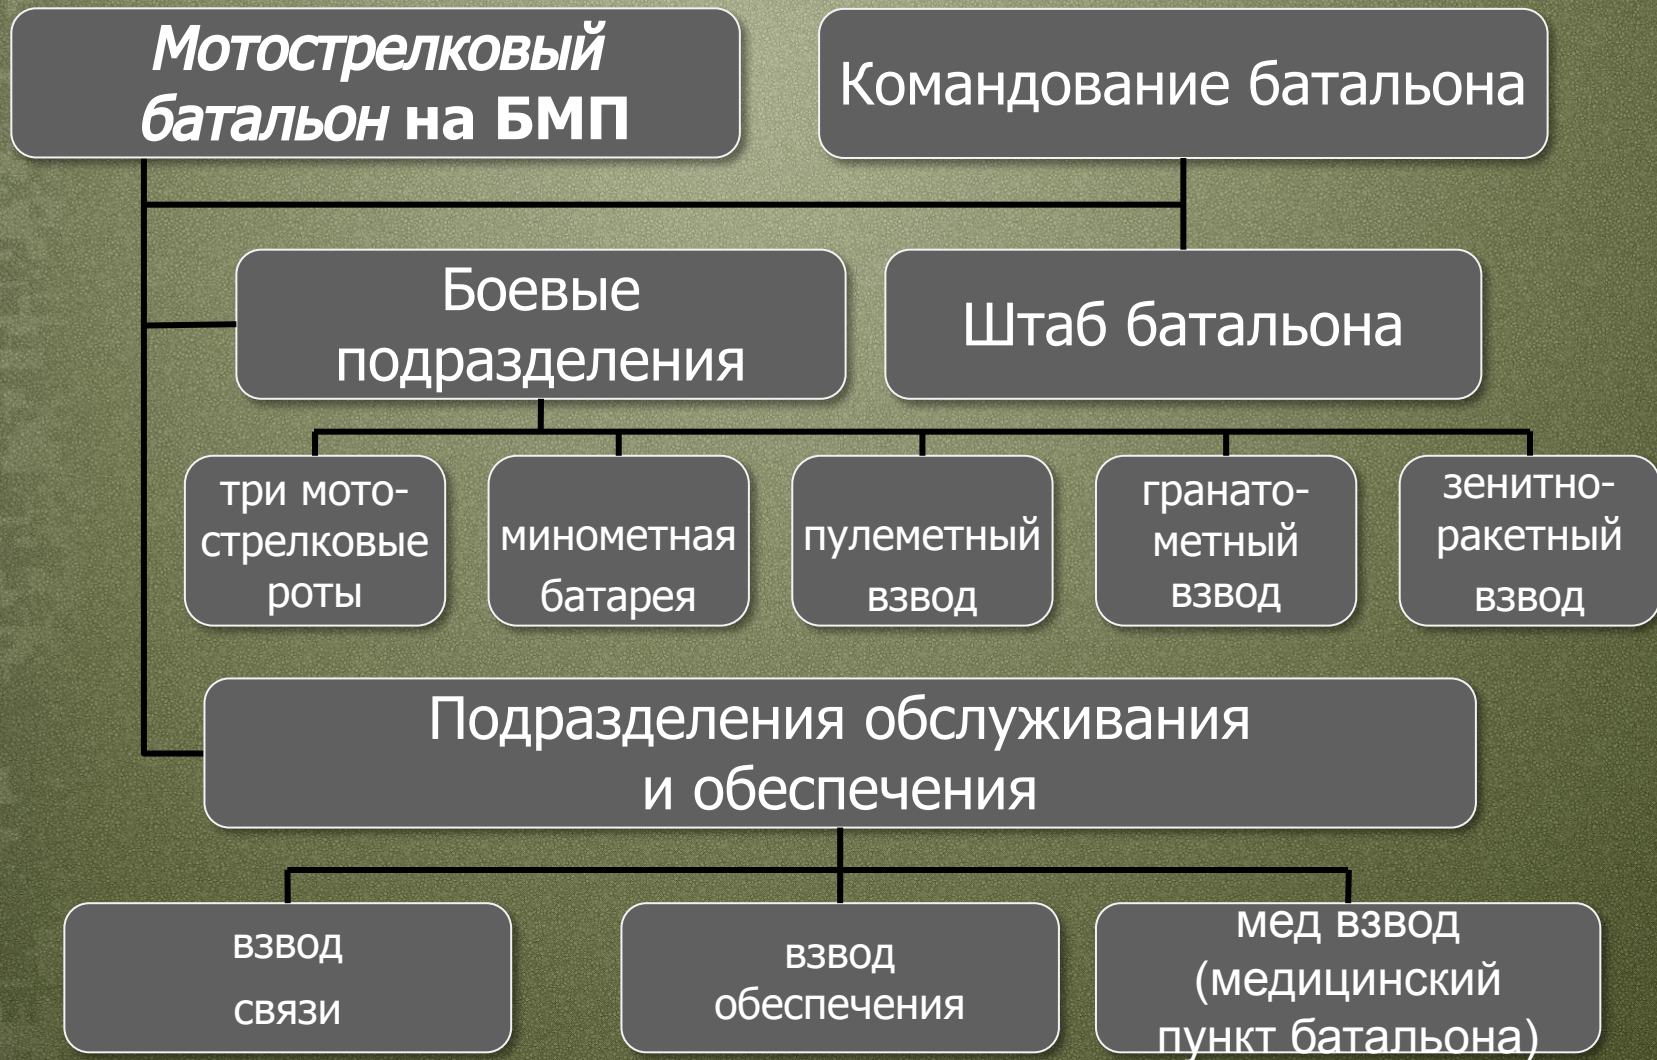 Мотострелковый
батальон на БМП
Командование батальона
Боевые
подразделения
Штаб батальона
три мото-
стрелковые
роты
минометная
батарея
пулеметный
взвод
гранато-
метный
взвод
зенитно-
ракетный
взвод
Подразделения обслуживания
и обеспечения
взвод
связи
взвод
обеспечения
мед взвод
(медицинский
пункт батальона)